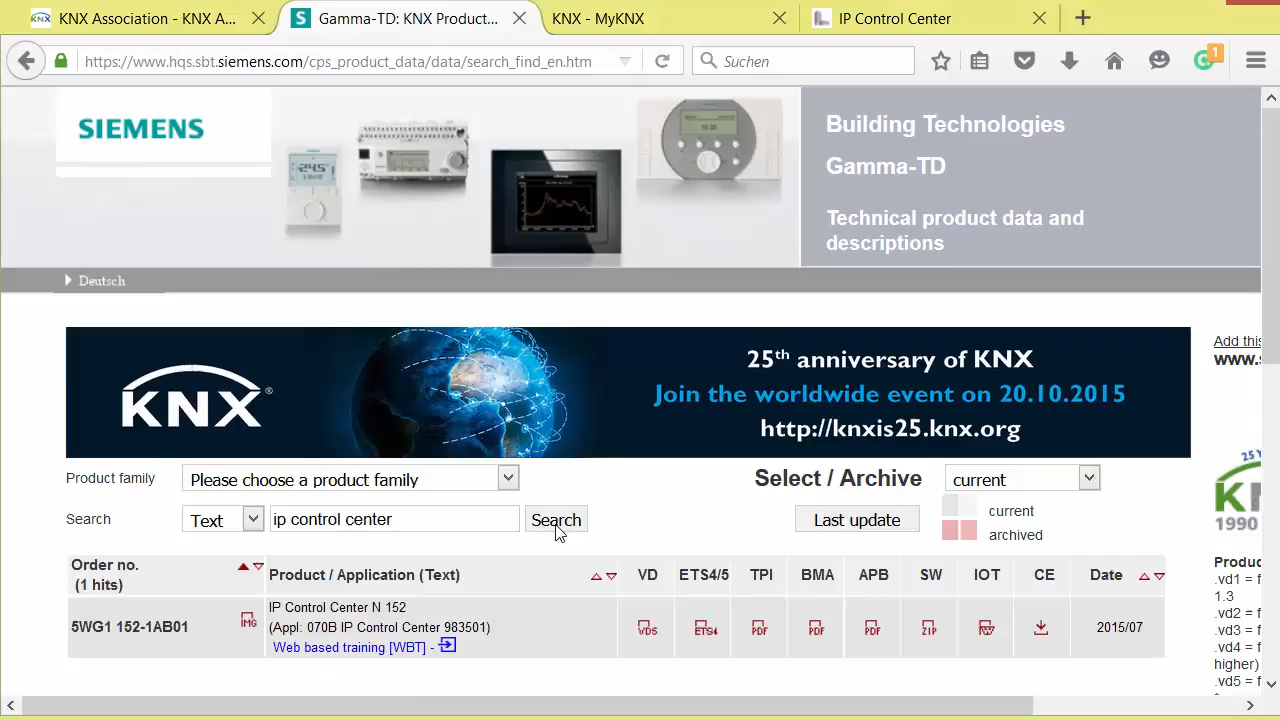 KNX Association - KNX A...
Gamma-TD: KNX Product...
KNX - MyKNX
IP Control Center
https://www.hqs.sbt.siemens.com/cps_product_data/data/search_find_en.htm
Suchen
1
SIEMENS
Building Technologies
Gamma-TD
Technical product data and
descriptions
Deutsch
KNX®
25th anniversary of KNX
Join the worldwide event on 20.10.2015
http://knxis25.knx.org
Add this
www.s
Product family
Please choose a product family
Select / Archive
current
Search
Text
ip control center
Search
Last update
current
archived
25 Y
1990
Order no.
(1 hits)
Product / Application (Text)
VD
ETS4/5
TPI
BMA
APB
SW
IOT
CE
Date
5WG1 152-1AB01
IMG
IP Control Center N 152
(Appl: 070B IP Control Center 983501)
Web based training [WBT] -
VDS
ETS4
PDF
PDF
PDF
ZIP
2015/07
Produc
.vd1 = f
1.3
.vd2 = f
.vd3 = f
.vd4 = f
higher)
.vd5 = f